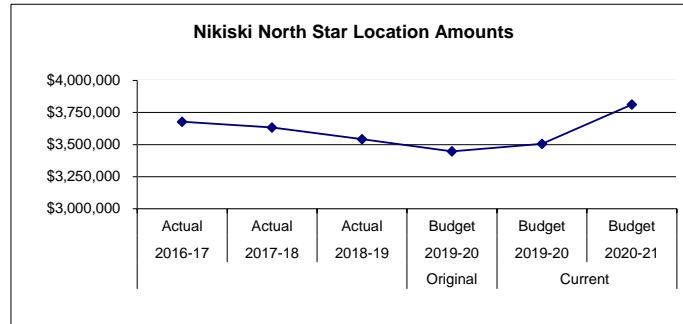 Nikiski North Star Location Amounts
$4,000,000
$3,750,000
$3,500,000
$3,250,000
$3,000,000
Actual Actual Actual Budget Budget Budget
2016-17 2017-18 2018-19 2019-20 2019-20 2020-21
Original Current